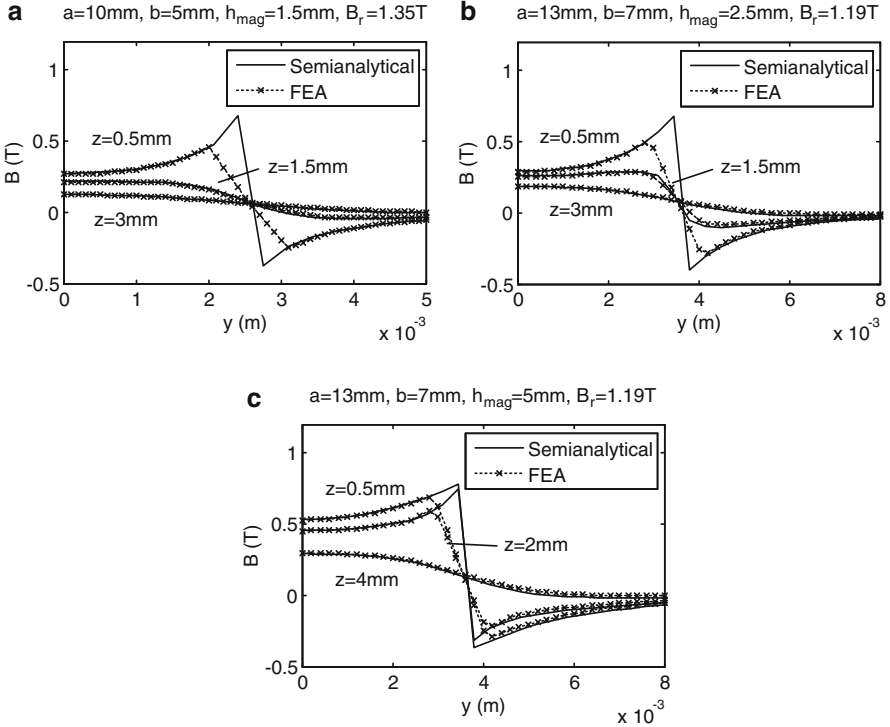 a
a=10mm, b=5mm, h_mag=1.5mm, B_r=1.35T
1
0.5
0
-0.5
B (T)
Semianalytical
FEA
z=0.5mm
z=1.5mm
z=3mm
0 1 2 3 4 5
y (m)
x 10^-3
b
a=13mm, b=7mm, h_mag=2.5mm, B_r=1.19T
1
0.5
0
-0.5
B (T)
Semianalytical
FEA
z=0.5mm
z=1.5mm
z=3mm
0 2 4 6 8
y (m)
x 10^-3
c
a=13mm, b=7mm, h_mag=5mm, B_r=1.19T
1
0.5
0
-0.5
B (T)
Semianalytical
FEA
z=0.5mm
z=2mm
z=4mm
0 2 4 6 8
y (m)
x 10^-3